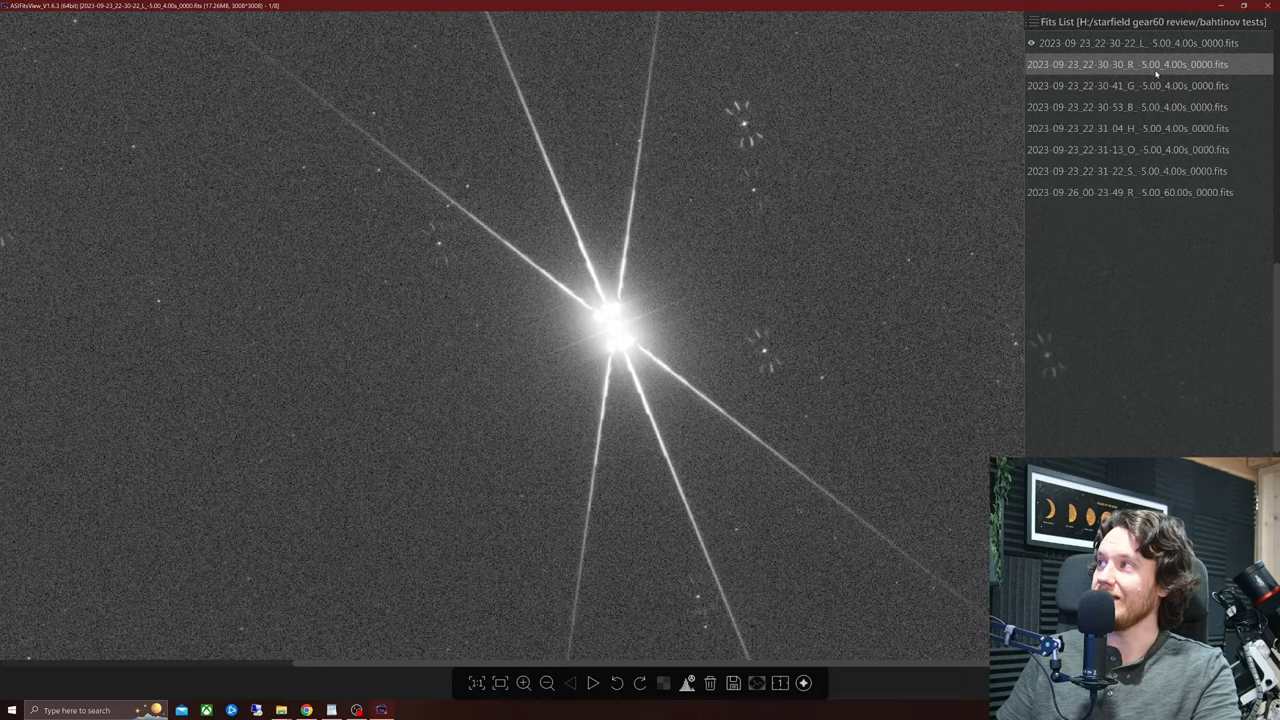 ASIFitsView_V1.6.3 (64bit) [2023-09-23_22-30-22_L_-5.00_4.00s_0000.fits (17.26MB, 3008*3008) - 1/8]
Fits List [H:/starfield gear60 review/bahtinov tests]
2023-09-23_22-30-22_L_-5.00_4.00s_0000.fits
2023-09-23_22-30-30_R_-5.00_4.00s_0000.fits
2023-09-23_22-30-41_G_-5.00_4.00s_0000.fits
2023-09-23_22-30-53_B_-5.00_4.00s_0000.fits
2023-09-23_22-31-04_H_-5.00_4.00s_0000.fits
2023-09-23_22-31-13_O_-5.00_4.00s_0000.fits
2023-09-23_22-31-22_S_-5.00_4.00s_0000.fits
2023-09-26_00-23-49_R_-5.00_60.00s_0000.fits
1:1
Type here to search